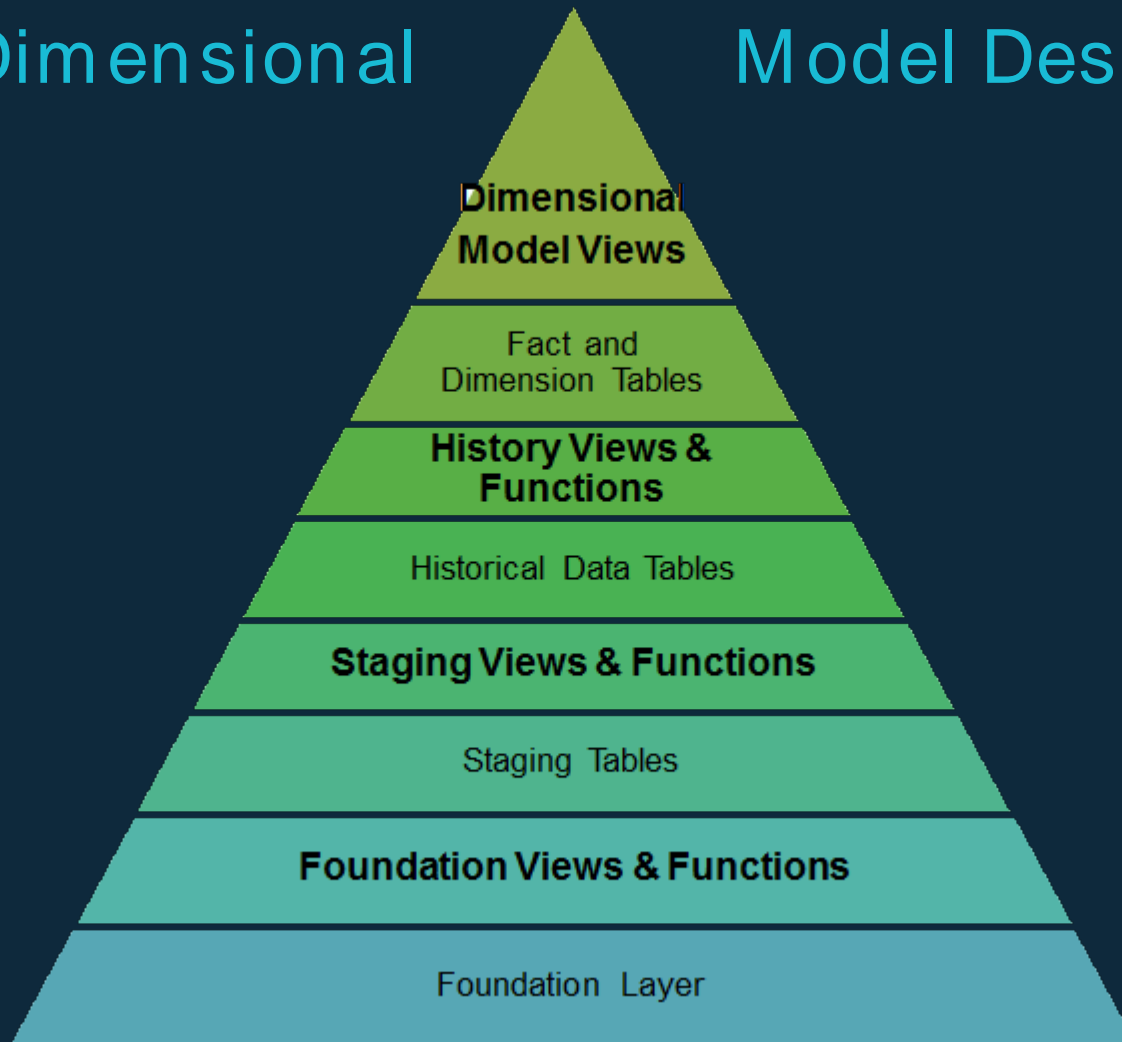 Dimensional Model Des
Dimensional
Model Views
Fact and
Dimension Tables
History Views &
Functions
Historical Data Tables
Staging Views & Functions
Staging Tables
Foundation Views & Functions
Foundation Layer